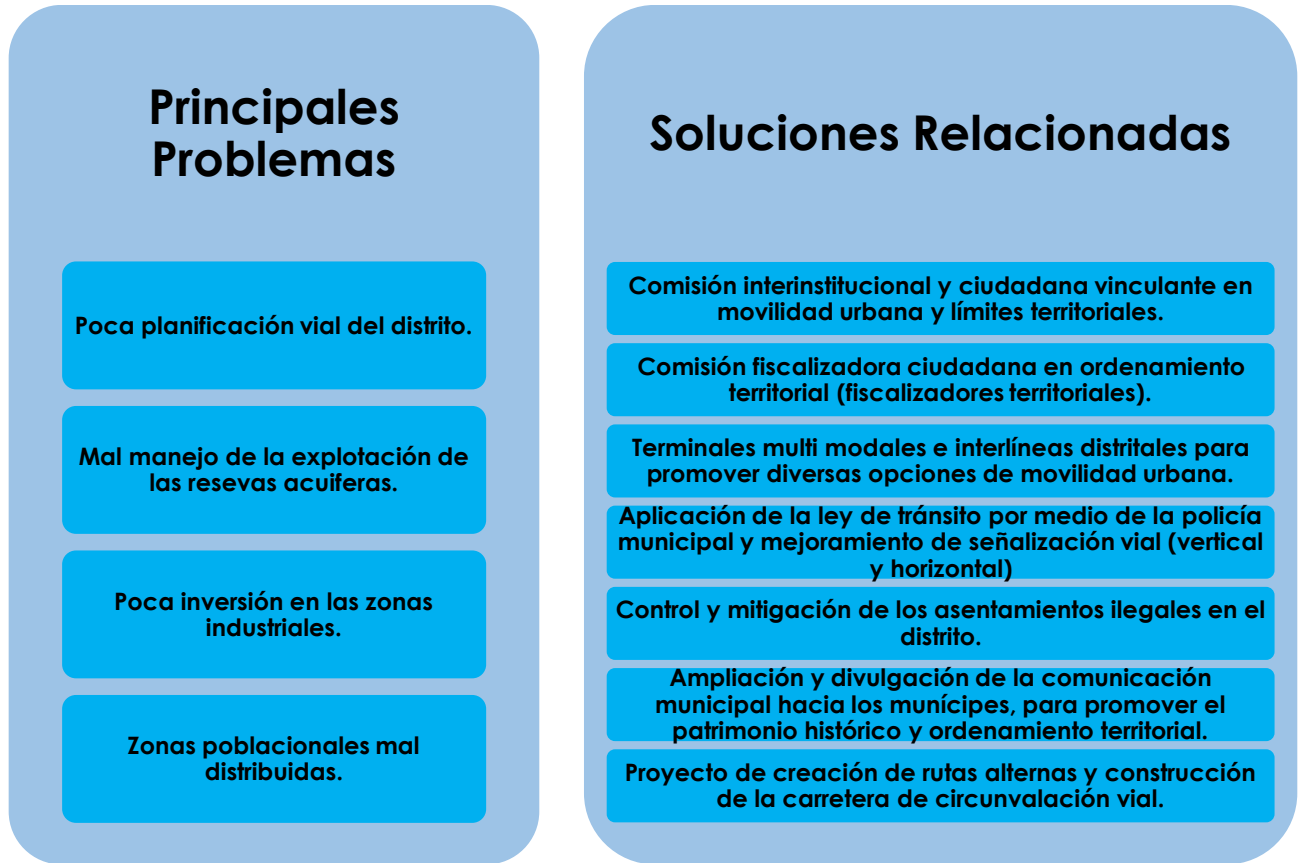 Principales
Problemas
Poca planificación vial del distrito.
Mal manejo de la explotación de
las resevas acuiferas.
Poca inversión en las zonas
industriales.
Zonas poblacionales mal
distribuidas.
Soluciones Relacionadas
Comisión interinstitucional y ciudadana vinculante en
movilidad urbana y límites territoriales.
Comisión fiscalizadora ciudadana en ordenamiento
territorial (fiscalizadores territoriales).
Terminales multi modales e interlíneas distritales para
promover diversas opciones de movilidad urbana.
Aplicación de la ley de tránsito por medio de la policía
municipal y mejoramiento de señalización vial (vertical
y horizontal)
Control y mitigación de los asentamientos ilegales en el
distrito.
Ampliación y divulgación de la comunicación
municipal hacia los munícipes, para promover el
patrimonio histórico y ordenamiento territorial.
Proyecto de creación de rutas alternas y construcción
de la carretera de circunvalación vial.